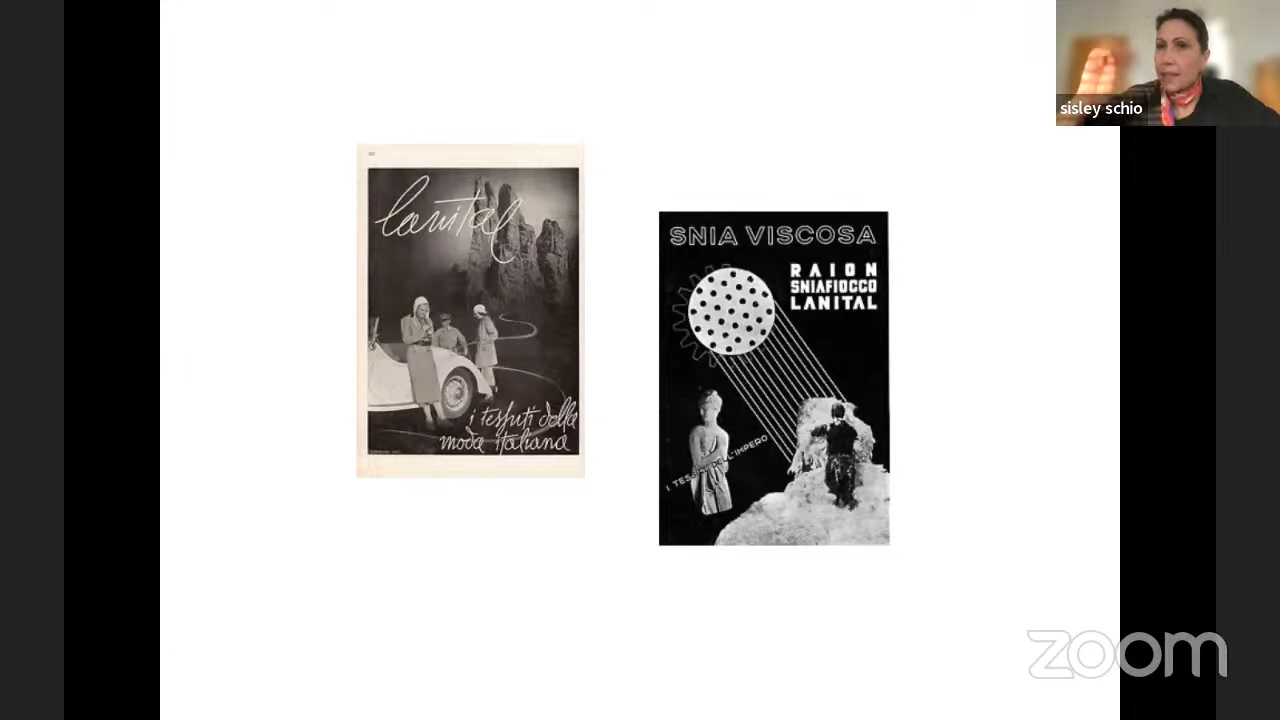 sisley schio
lanital
i tessuti della
moda italiana
SNIA VISCOSA
RAION
SNIAFIOCCO
LANITAL
I TESSUTI DELL'IMPERO
zoom